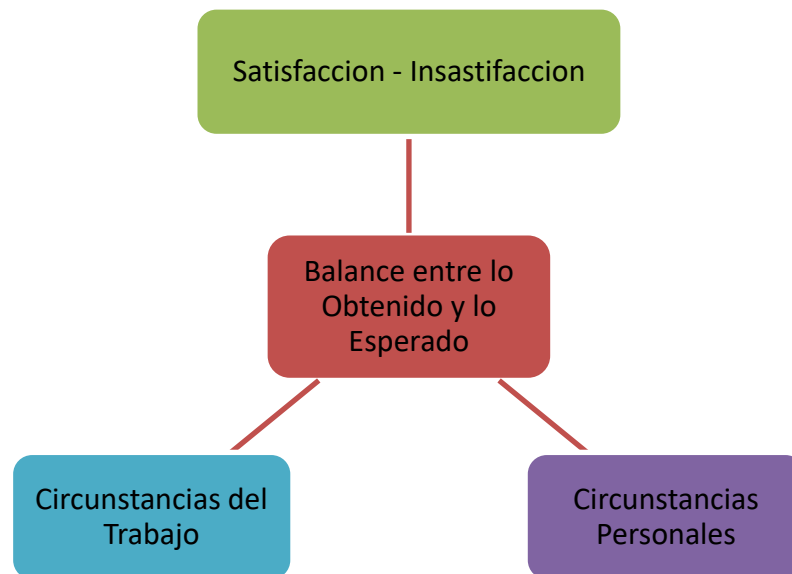 Satisfaccion - Insastifaccion
Balance entre lo
Obtenido y lo
Esperado
Circunstancias del
Trabajo
Circunstancias
Personales